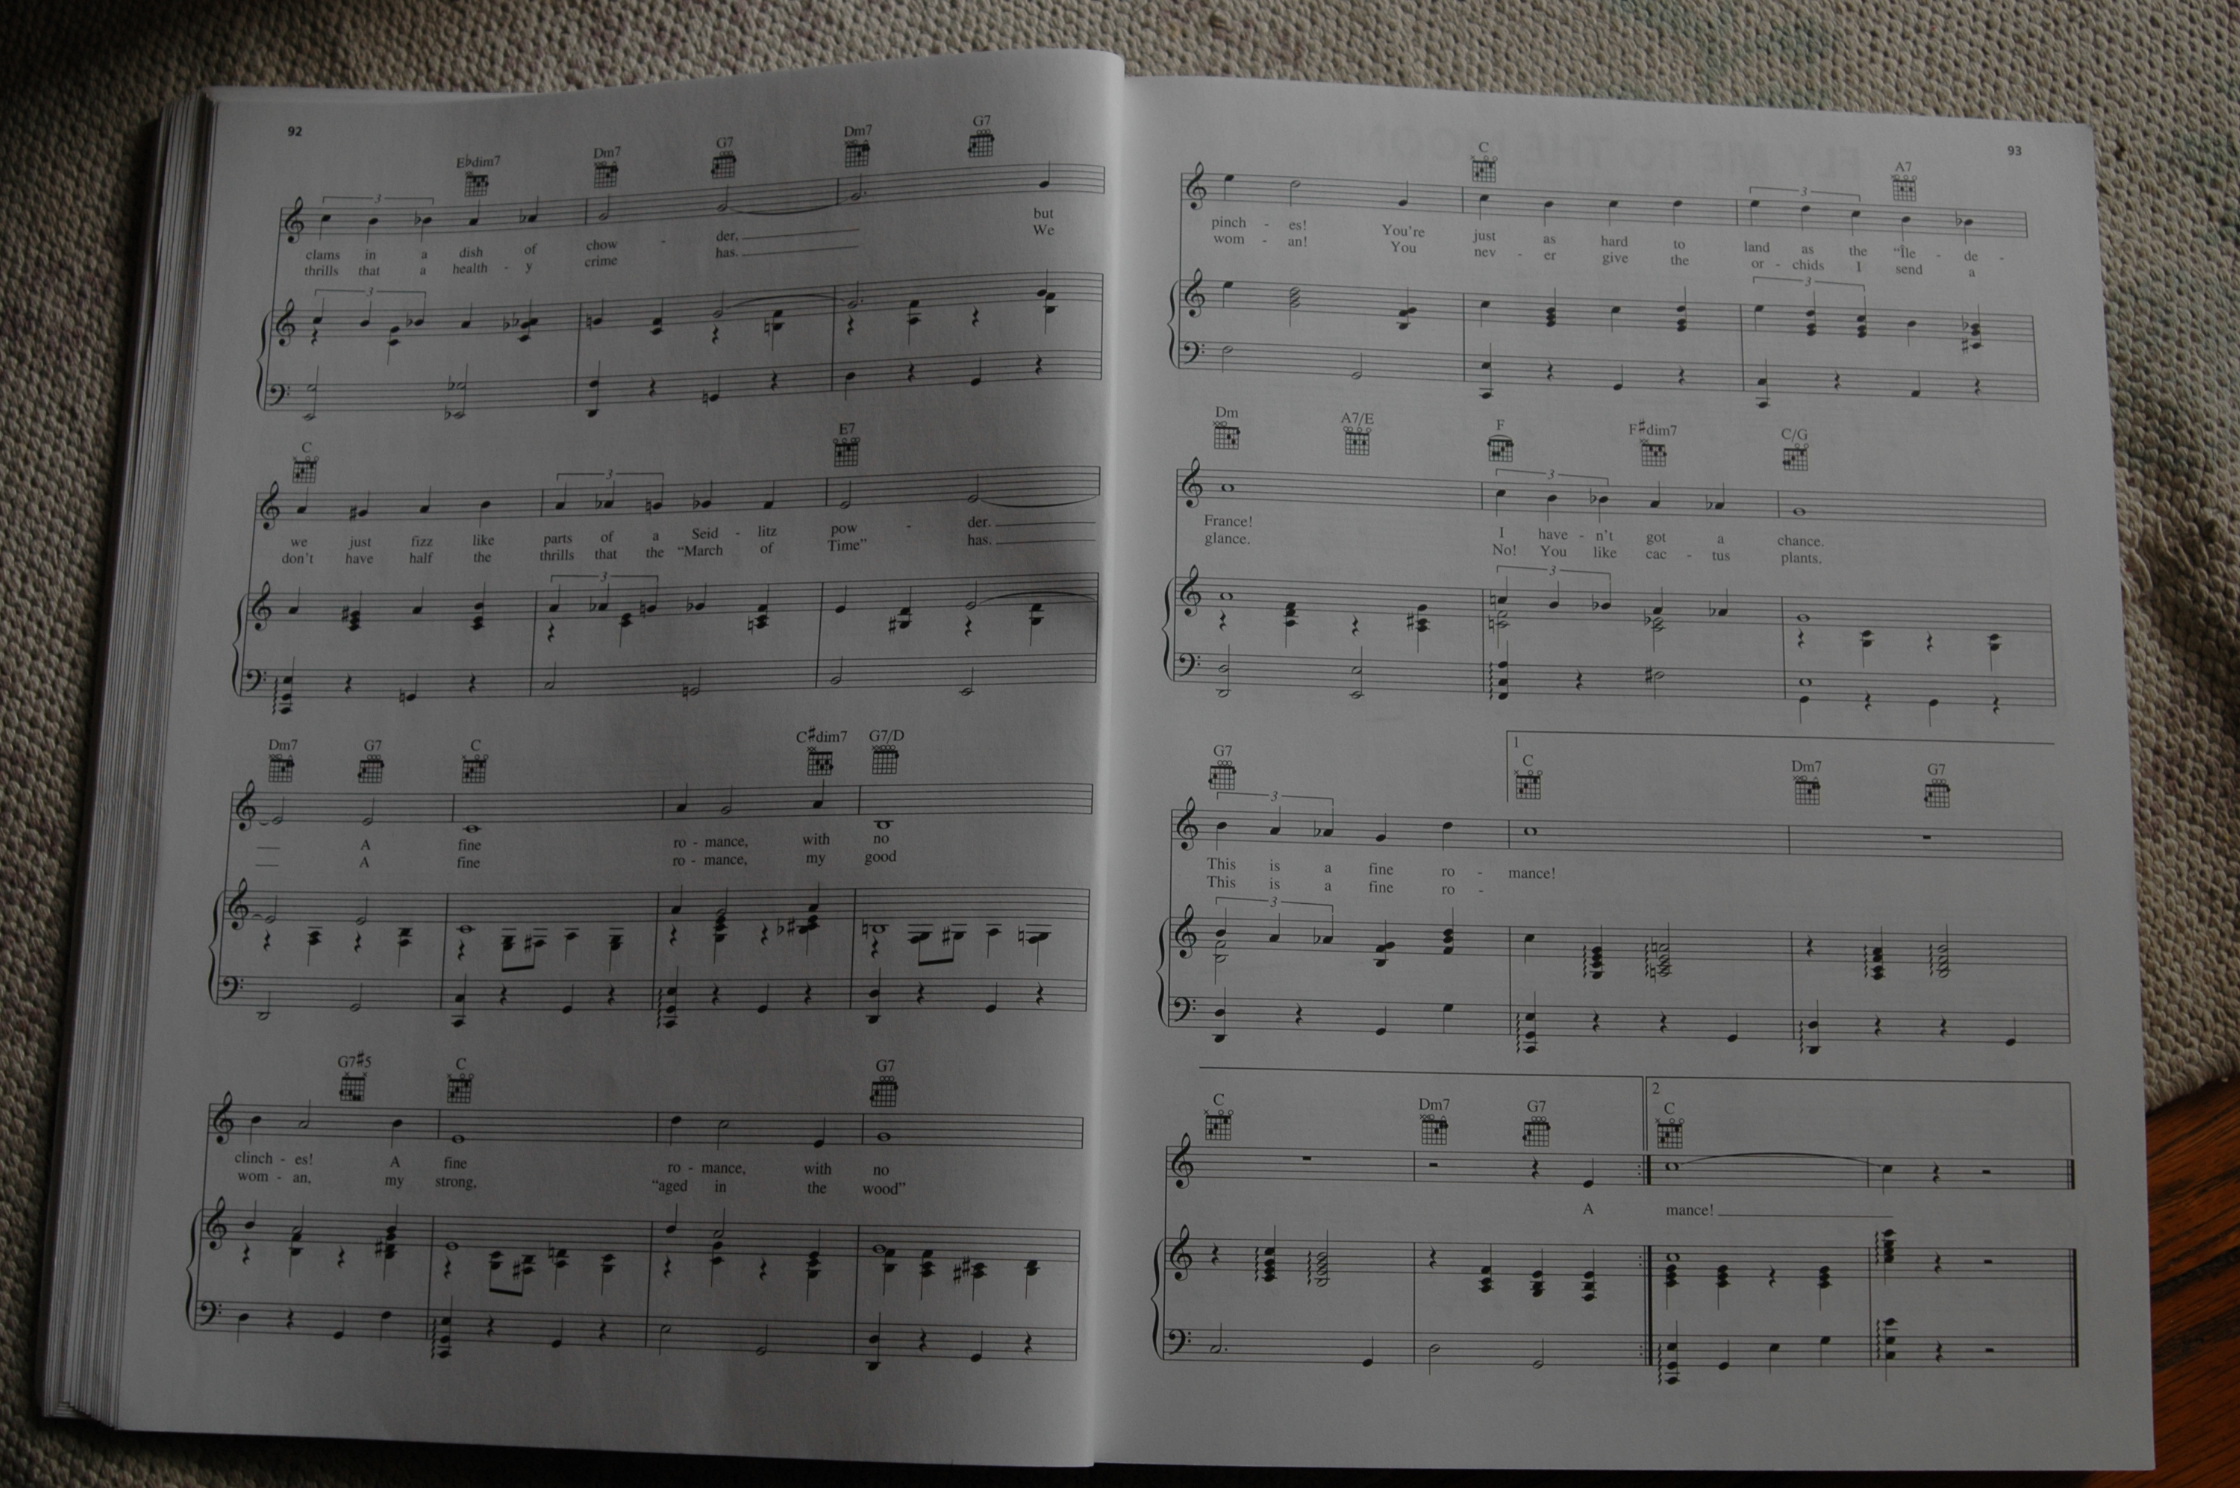 92
E♭dim7 Dm7 G7 Dm7 G7
3
clams in a dish of chow - der, but
thrills that a health - y crime has. We
3
C E7
3
we just fizz like parts of a Seid - litz pow - der.
don't have half the thrills that the "March of Time" has.
3
Dm7 G7 C C♯dim7 G7/D
A fine ro - mance, with no
A fine ro - mance, my good
G7♯5 C G7
clinch - es! A fine ro - mance, with no
wom - an, my strong, "aged in the wood"
93
C A7
3
pinch - es! You're just as hard to land as the "Île - de -
wom - an! You nev - er give the or - chids I send a
3
Dm A7/E F F♯dim7 C/G
3
France! I have - n't got a chance.
glance. No! You like cac - tus plants.
3
1
G7 C Dm7 G7
3
This is a fine ro - mance!
This is a fine ro -
3
2
C Dm7 G7 C
A mance!